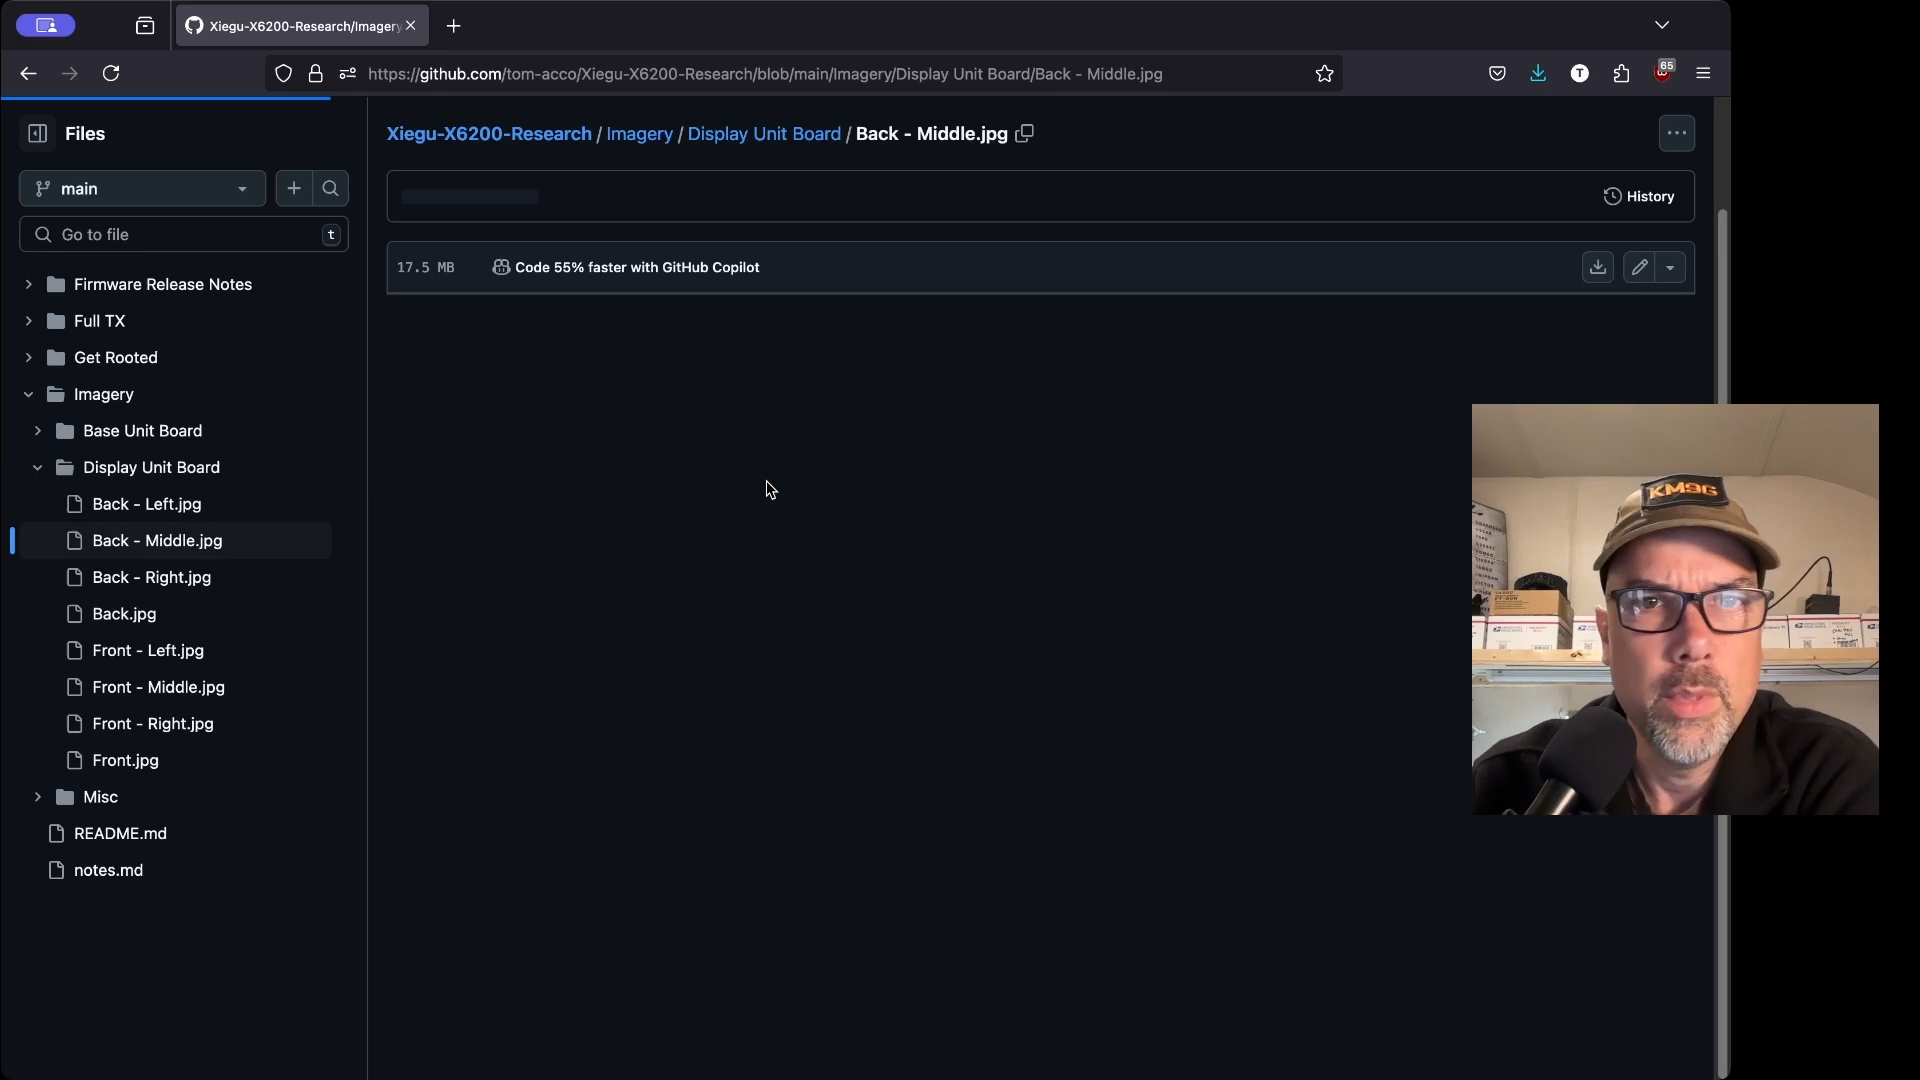 Xiegu-X6200-Research/Imagery
65
https://github.com/tom-acco/Xiegu-X6200-Research/blob/main/Imagery/Display Unit Board/Back - Middle.jpg
T
Files
Xiegu-X6200-Research / Imagery / Display Unit Board / Back - Middle.jpg
main
History
Go to file
t
17.5 MB
Code 55% faster with GitHub Copilot
Firmware Release Notes
Full TX
Get Rooted
Imagery
Base Unit Board
Display Unit Board
Back - Left.jpg
Back - Middle.jpg
Back - Right.jpg
Back.jpg
Front - Left.jpg
Front - Middle.jpg
Front - Right.jpg
Front.jpg
Misc
README.md
notes.md
KM9G